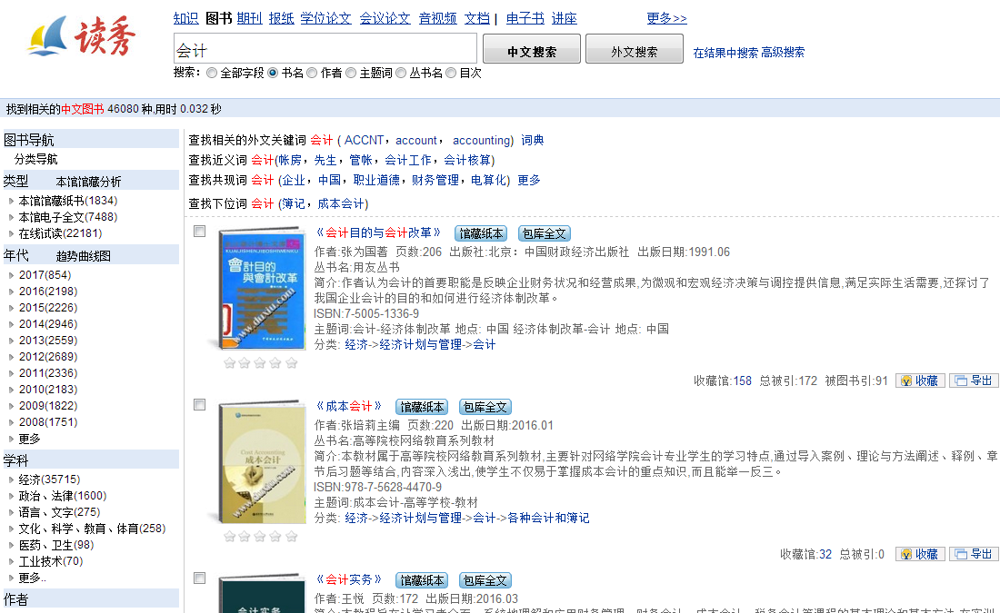 读秀
知识 图书 期刊 报纸 学位论文 会议论文 音视频 文档 | 电子书 讲座 更多>>
会计 中文搜索 外文搜索 在结果中搜索 高级搜索
搜索: 全部字段 书名 作者 主题词 丛书名 目次
找到相关的中文图书 46080 种,用时 0.032 秒
图书导航
分类导航
类型 本馆馆藏分析
本馆馆藏纸书(1834)
本馆电子全文(7488)
在线试读(22181)
年代 趋势曲线图
2017(854)
2016(2198)
2015(2226)
2014(2946)
2013(2559)
2012(2689)
2011(2336)
2010(2183)
2009(1822)
2008(1751)
更多
学科
经济(35715)
政治、法律(1600)
语言、文字(275)
文化、科学、教育、体育(258)
医药、卫生(98)
工业技术(70)
更多..
作者
查找相关的外文关键词 会计 ( ACCNT，account， accounting) 词典
查找近义词 会计(帐房，先生，管帐，会计工作，会计核算)
查找共现词 会计 (企业，中国，职业道德，财务管理，电算化) 更多
查找下位词 会计 (簿记，成本会计)
會計目的
與會計改革
www.duxiu.com
《会计目的与会计改革》 馆藏纸本 包库全文
作者:张为国著 页数:206 出版社:北京：中国财政经济出版社 出版日期:1991.06
丛书名:用友丛书
简介:作者认为会计的首要职能是反映企业财务状况和经营成果,为微观和宏观经济决策与调控提供信息,满足实际生活需要,还探讨了
我国企业会计的目的和如何进行经济体制改革。
ISBN:7-5005-1336-9
主题词:会计-经济体制改革 地点: 中国 经济体制改革-会计 地点: 中国
分类: 经济->经济计划与管理->会计
收藏馆:158 总被引:172 被图书引:91 收藏 导出
Cost Accounting
成本会计
www.duxiu.com
《成本会计》 馆藏纸本 包库全文
作者:张培莉主编 页数:220 出版日期:2016.01
丛书名:高等院校网络教育系列教材
简介:本教材属于高等院校网络教育系列教材,主要针对网络学院会计专业学生的学习特点,通过导入案例、理论与方法阐述、释例、章
节后习题等结合,内容深入浅出,使学生不仅易于掌握成本会计的重点知识,而且能举一反三。
ISBN:978-7-5628-4470-9
主题词:成本会计-高等学校-教材
分类: 经济->经济计划与管理->会计->各种会计和簿记
收藏馆:32 总被引:0 收藏 导出
会计实务
《会计实务》 馆藏纸本 包库全文
作者:王悦 页数:172 出版日期:2016.03